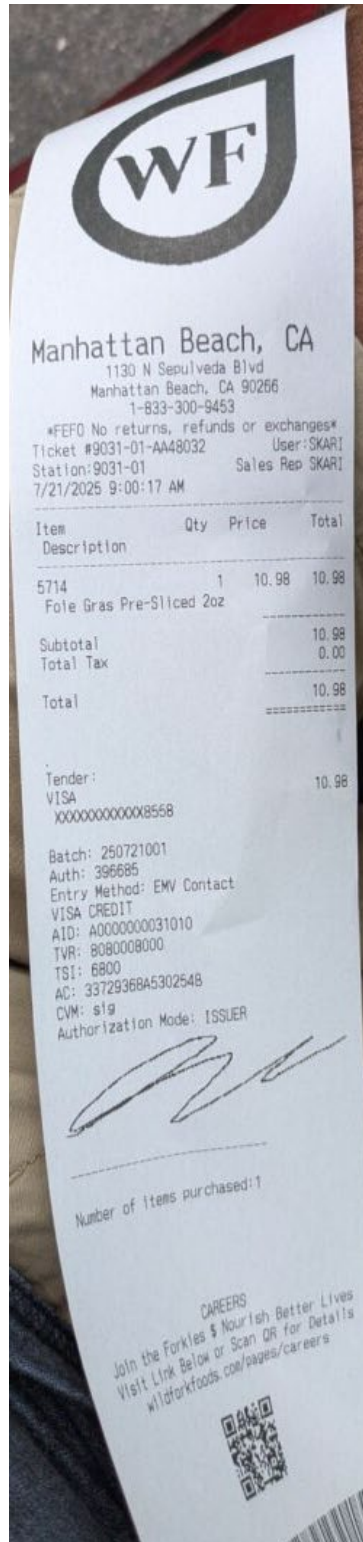 WF
Manhattan Beach, CA
1130 N Sepulveda Blvd
Manhattan Beach, CA 90266
1-833-300-9453
*FEFO No returns, refunds or exchanges*
Ticket #9031-01-AA48032 User:SKARI
Station:9031-01 Sales Rep SKARI
7/21/2025 9:00:17 AM
Item Qty Price Total
Description
5714 1 10.98 10.98
Foie Gras Pre-Sliced 2oz
Subtotal 10.98
Total Tax 0.00
Total 10.98
Tender:
VISA 10.98
XXXXXXXXXXXX8558
Batch: 250721001
Auth: 396685
Entry Method: EMV Contact
VISA CREDIT
AID: A0000000031010
TVR: 8080008000
TSI: 6800
AC: 33729368A5302548
CVM: sig
Authorization Mode: ISSUER
Number of items purchased:1
CAREERS
Join the Forkies $ Nourish Better Lives
Visit Link Below or Scan QR for Details
wildforkfoods.com/pages/careers